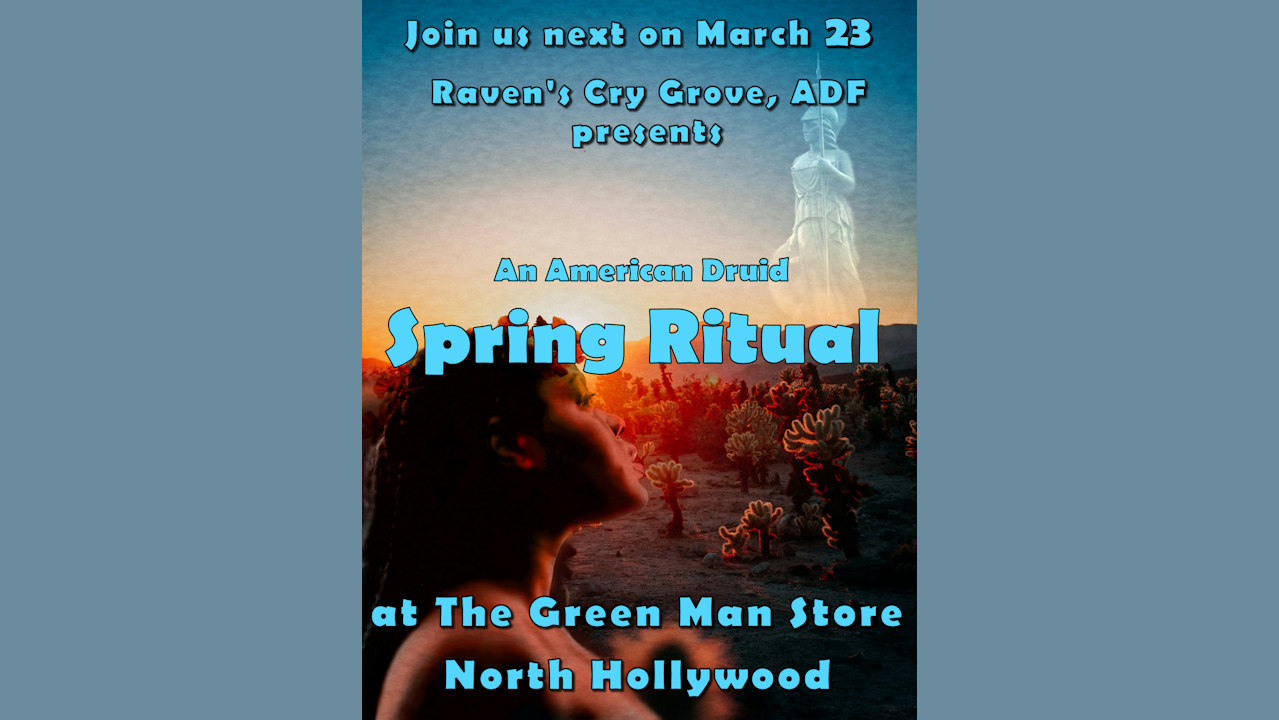 Join us next on March 23
Raven's Cry Grove, ADF
presents
An American Druid
Spring Ritual
at The Green Man Store
North Hollywood